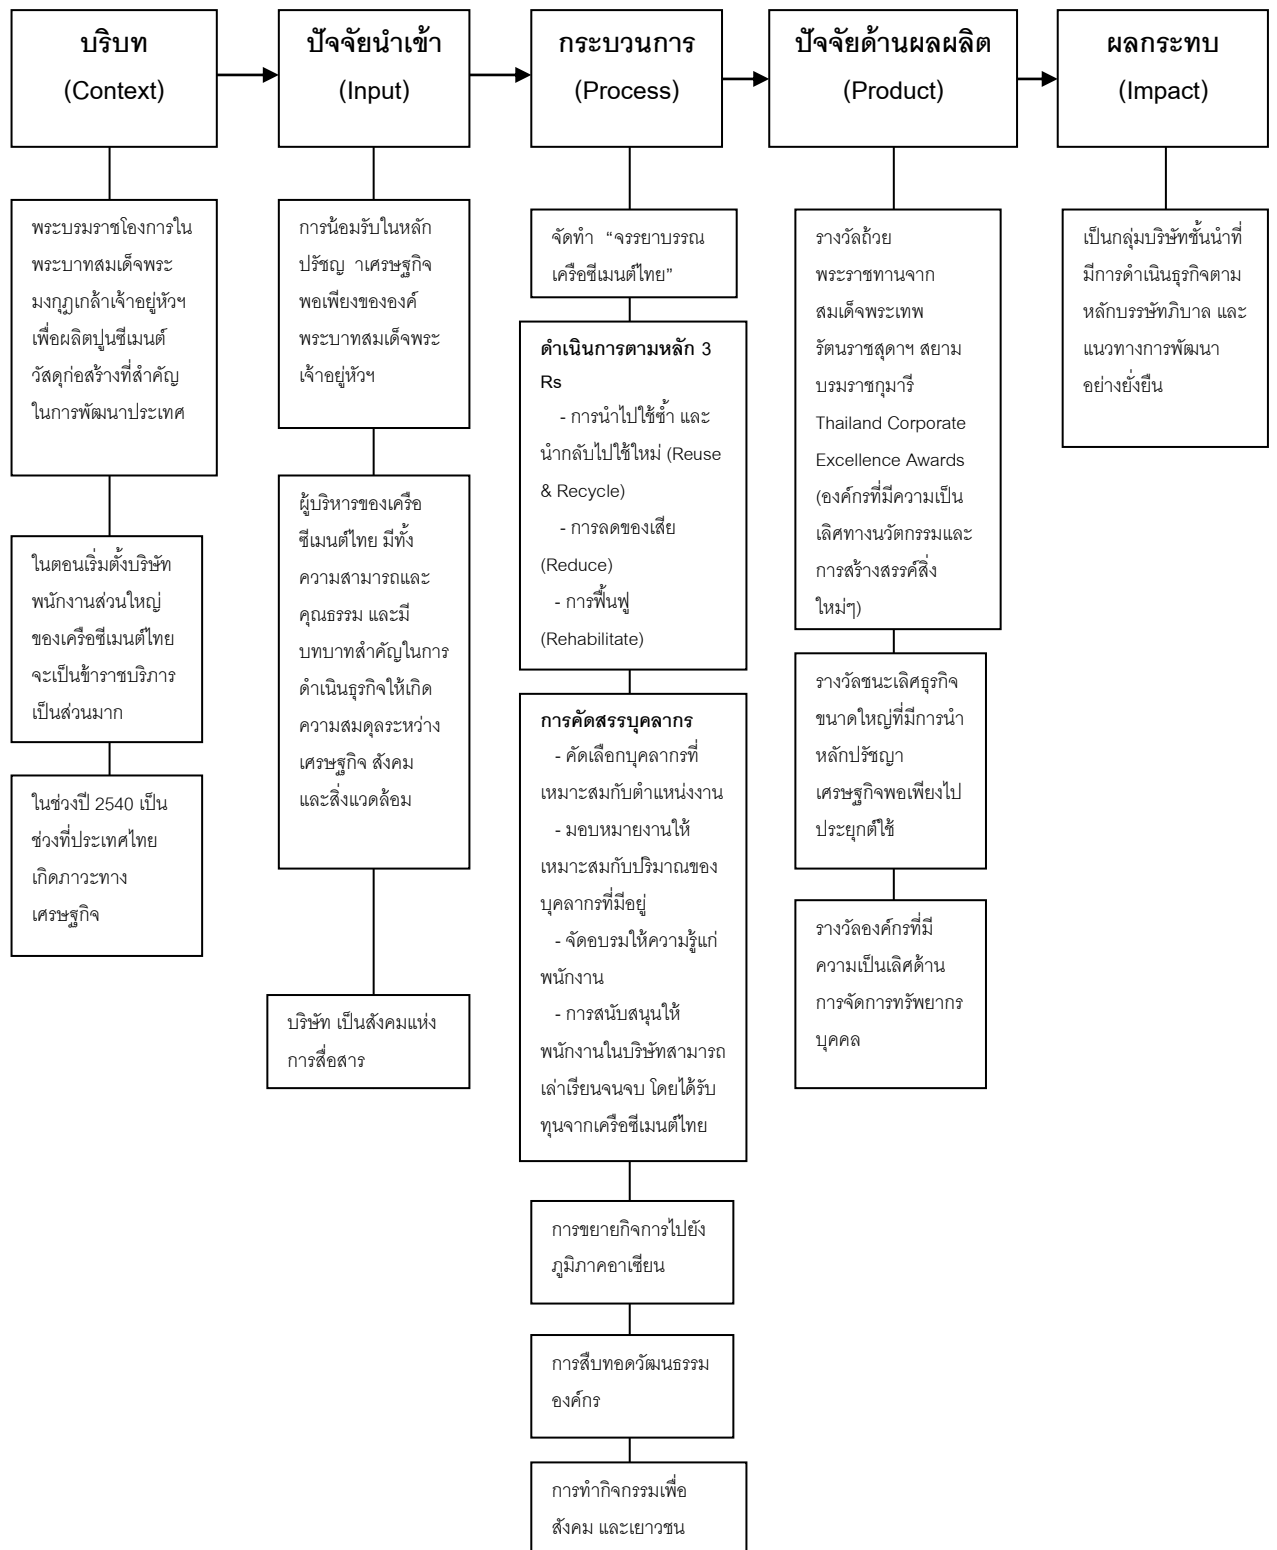 บริบท
(Context)
ปัจจัยนำเข้า
(Input)
กระบวนการ
(Process)
ปัจจัยด้านผลผลิต
(Product)
ผลกระทบ
(Impact)
พระบรมราชโองการใน
พระบาทสมเด็จพระ
มงกุฎเกล้าเจ้าอยู่หัวฯ
เพื่อผลิตปูนซีเมนต์
วัสดุก่อสร้างที่สำคัญ
ในการพัฒนาประเทศ
ในตอนเริ่มตั้งบริษัท
พนักงานส่วนใหญ่
ของเครือซีเมนต์ไทย
จะเป็นข้าราชบริภาร
เป็นส่วนมาก
ในช่วงปี 2540 เป็น
ช่วงที่ประเทศไทย
เกิดภาวะทาง
เศรษฐกิจ
การน้อมรับในหลัก
ปรัชญ าเศรษฐกิจ
พอเพียงขององค์
พระบาทสมเด็จพระ
เจ้าอยู่หัวฯ
ผู้บริหารของเครือ
ซีเมนต์ไทย มีทั้ง
ความสามารถและ
คุณธรรม และมี
บทบาทสำคัญในการ
ดำเนินธุรกิจให้เกิด
ความสมดุลระหว่าง
เศรษฐกิจ สังคม
และสิ่งแวดล้อม
บริษัท เป็นสังคมแห่ง
การสื่อสาร
จัดทำ “จรรยาบรรณ
เครือซีเมนต์ไทย”
ดำเนินการตามหลัก 3
Rs
- การนำไปใช้ซ้ำ และ
นำกลับไปใช้ใหม่ (Reuse
& Recycle)
- การลดของเสีย
(Reduce)
- การฟื้นฟู
(Rehabilitate)
การคัดสรรบุคลากร
- คัดเลือกบุคลากรที่
เหมาะสมกับตำแหน่งงาน
- มอบหมายงานให้
เหมาะสมกับปริมาณของ
บุคลากรที่มีอยู่
- จัดอบรมให้ความรู้แก่
พนักงาน
- การสนับสนุนให้
พนักงานในบริษัทสามารถ
เล่าเรียนจนจบ โดยได้รับ
ทุนจากเครือซีเมนต์ไทย
การขยายกิจการไปยัง
ภูมิภาคอาเซียน
การสืบทอดวัฒนธรรม
องค์กร
การทำกิจกรรมเพื่อ
สังคม และเยาวชน
รางวัลถ้วย
พระราชทานจาก
สมเด็จพระเทพ
รัตนราชสุดาฯ สยาม
บรมราชกุมารี
Thailand Corporate
Excellence Awards
(องค์กรที่มีความเป็น
เลิศทางนวัตกรรมและ
การสร้างสรรค์สิ่ง
ใหม่ๆ)
รางวัลชนะเลิศธุรกิจ
ขนาดใหญ่ที่มีการนำ
หลักปรัชญา
เศรษฐกิจพอเพียงไป
ประยุกต์ใช้
รางวัลองค์กรที่มี
ความเป็นเลิศด้าน
การจัดการทรัพยากร
บุคคล
เป็นกลุ่มบริษัทชั้นนำที่
มีการดำเนินธุรกิจตาม
หลักบรรษัทภิบาล และ
แนวทางการพัฒนา
อย่างยั่งยืน